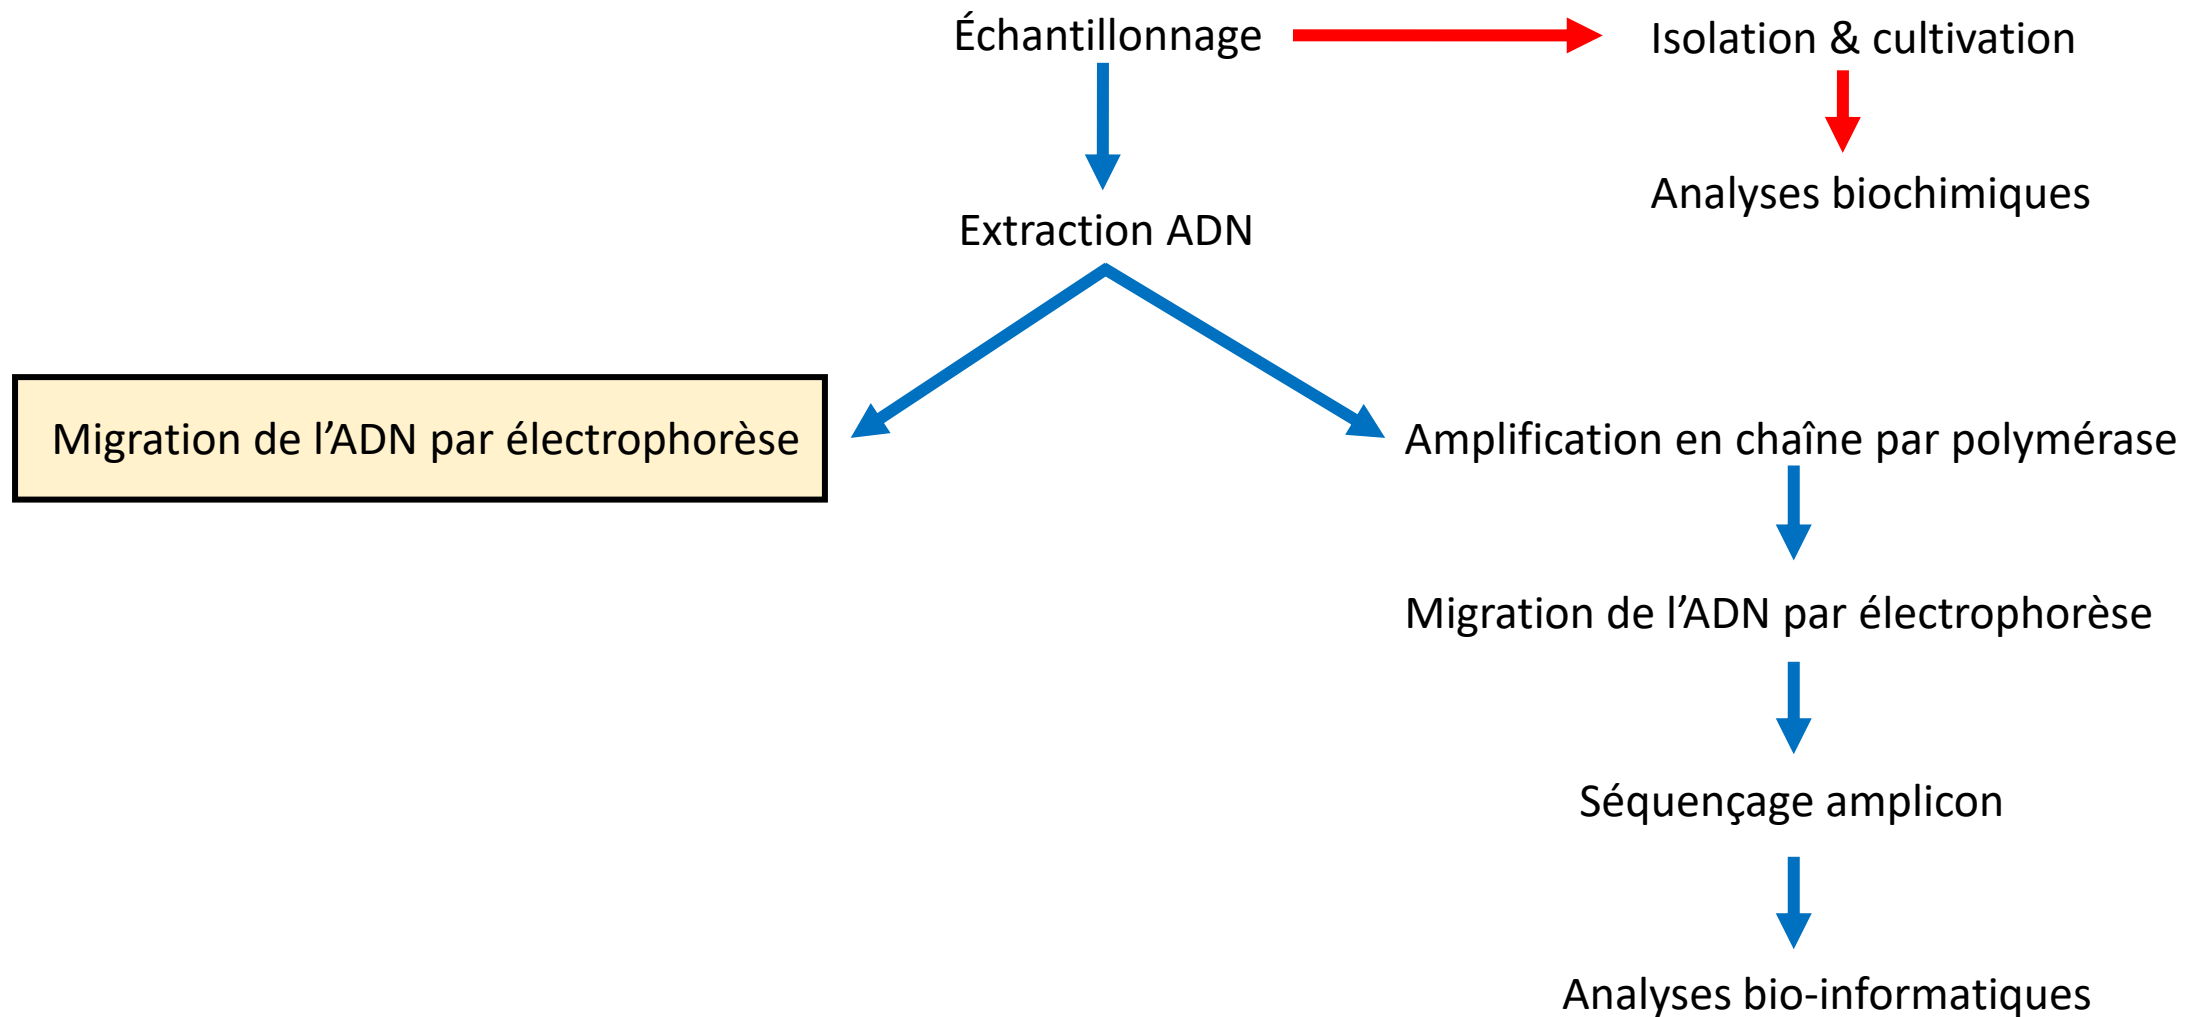 Échantillonnage
Isolation & cultivation
Analyses biochimiques
Extraction ADN
Migration de l’ADN par électrophorèse
Amplification en chaîne par polymérase
Migration de l’ADN par électrophorèse
Séquençage amplicon
Analyses bio-informatiques